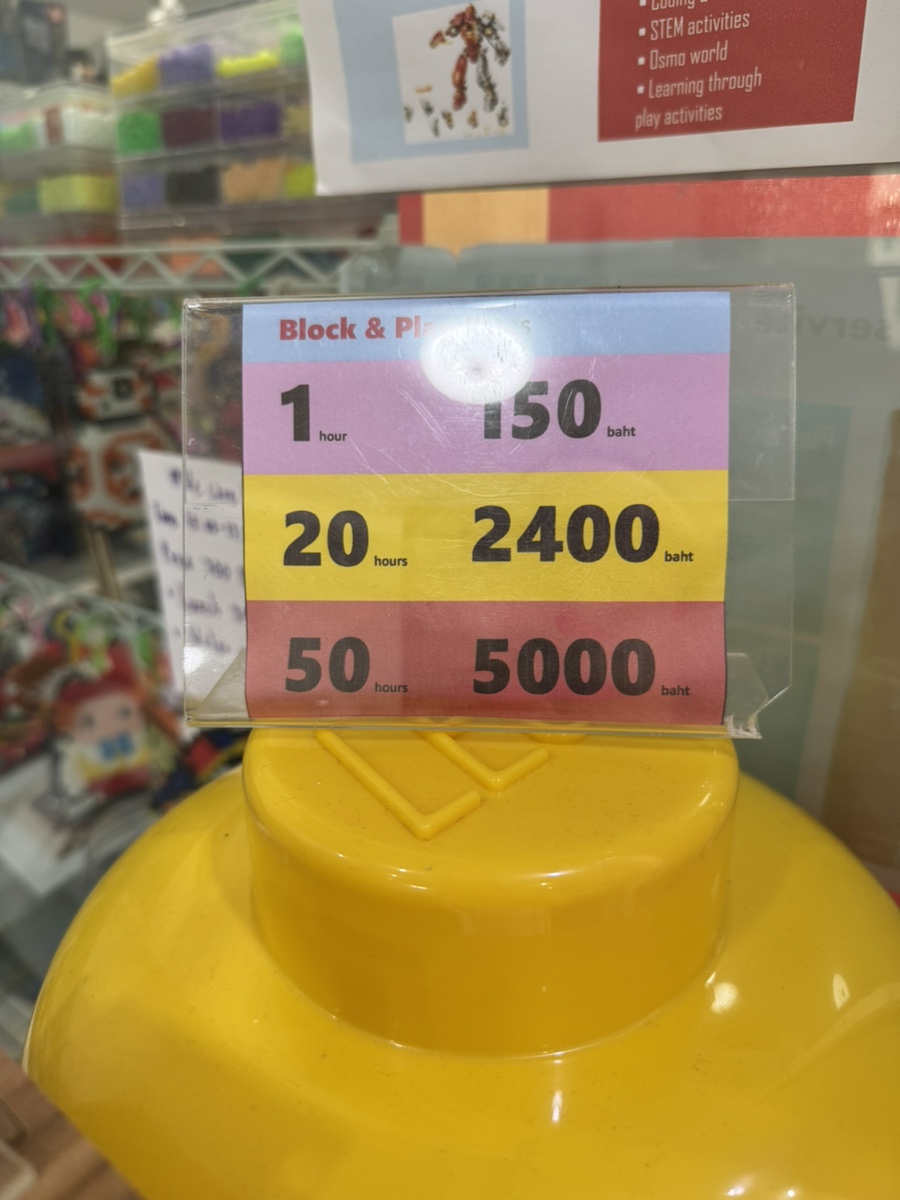 STEM activities
Osmo world
Learning through
play activities
Block &
1 hour 150 baht
20 hours 2400 baht
50 hours 5000 baht